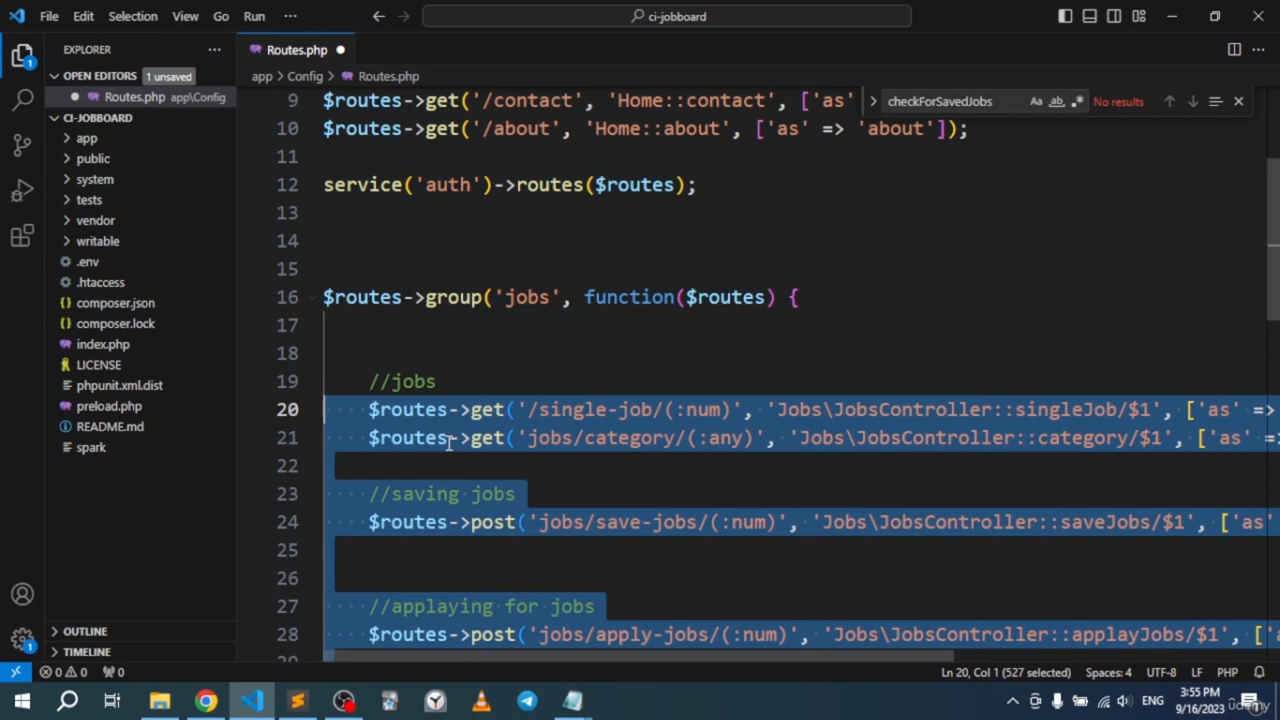 File Edit Selection View Go Run ··· ci-jobboard
EXPLORER ···
OPEN EDITORS 1 unsaved
Routes.php app\Config
CI-JOBBOARD
app
public
system
tests
vendor
writable
.env
.htaccess
composer.json
composer.lock
index.php
LICENSE
phpunit.xml.dist
preload.php
README.md
spark
OUTLINE
TIMELINE
Routes.php
app > Config > Routes.php
checkForSavedJobs Aa ab .* No results
9 $routes->get('/contact', 'Home::contact', ['as'
10 $routes->get('/about', 'Home::about', ['as' => 'about']);
11
12 service('auth')->routes($routes);
13
14
15
16 $routes->group('jobs', function($routes) {
17
18
19 //jobs
20 $routes->get('/single-job/(:num)', 'Jobs\JobsController::singleJob/$1', ['as' =>
21 $routes->get('jobs/category/(:any)', 'Jobs\JobsController::category/$1', ['as' =>
22
23 //saving jobs
24 $routes->post('jobs/save-jobs/(:num)', 'Jobs\JobsController::saveJobs/$1', ['as'
25
26
27 //applaying for jobs
28 $routes->post('jobs/apply-jobs/(:num)', 'Jobs\JobsController::applayJobs/$1', ['a
29
0 0 0 Ln 20, Col 1 (527 selected) Spaces: 4 UTF-8 LF PHP
ENG 3:55 PM
9/16/2023
udemy